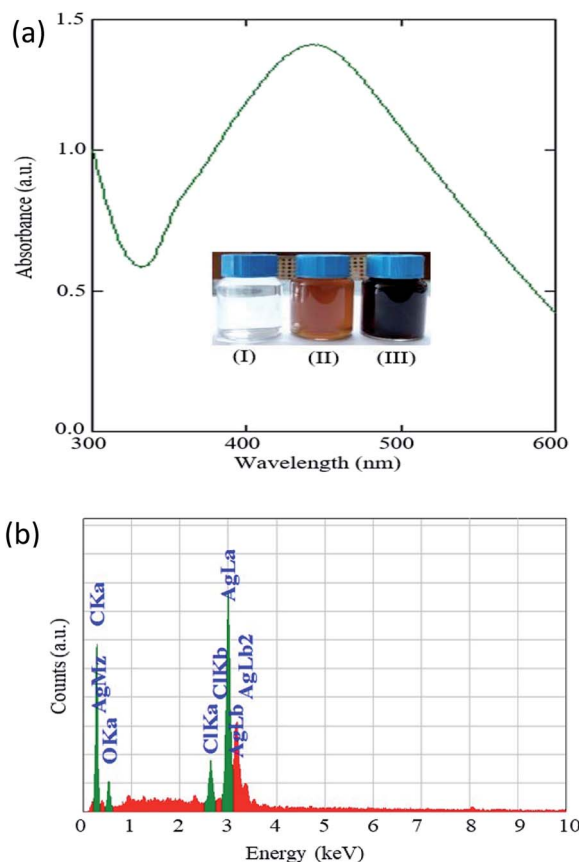 (a)
1.5
1.0
0.5
0.0
Absorbance (a.u.)
(I) (II) (III)
300 400 500 600
Wavelength (nm)
(b)
Counts (a.u.)
CKa
AgMz
OKa
ClKa
ClKb
AgLa
AgLb
AgLb2
0 1 2 3 4 5 6 7 8 9 10
Energy (keV)